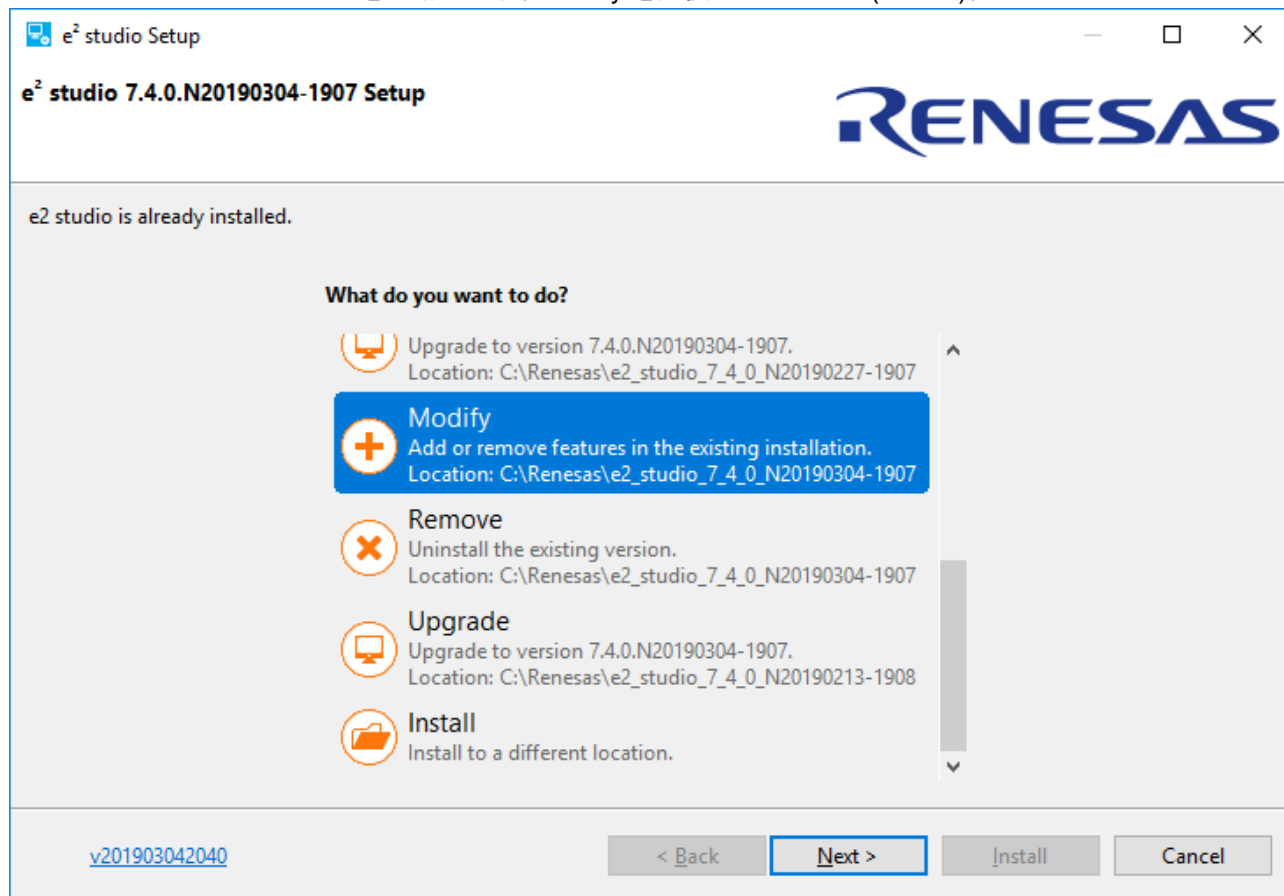 e² studio Setup
e² studio 7.4.0.N20190304-1907 Setup
RENESAS
e2 studio is already installed.
What do you want to do?
Upgrade to version 7.4.0.N20190304-1907.
Location: C:\Renesas\e2_studio_7_4_0_N20190227-1907
Modify
Add or remove features in the existing installation.
Location: C:\Renesas\e2_studio_7_4_0_N20190304-1907
Remove
Uninstall the existing version.
Location: C:\Renesas\e2_studio_7_4_0_N20190304-1907
Upgrade
Upgrade to version 7.4.0.N20190304-1907.
Location: C:\Renesas\e2_studio_7_4_0_N20190213-1908
Install
Install to a different location.
v201903042040
< Back
Next >
Install
Cancel